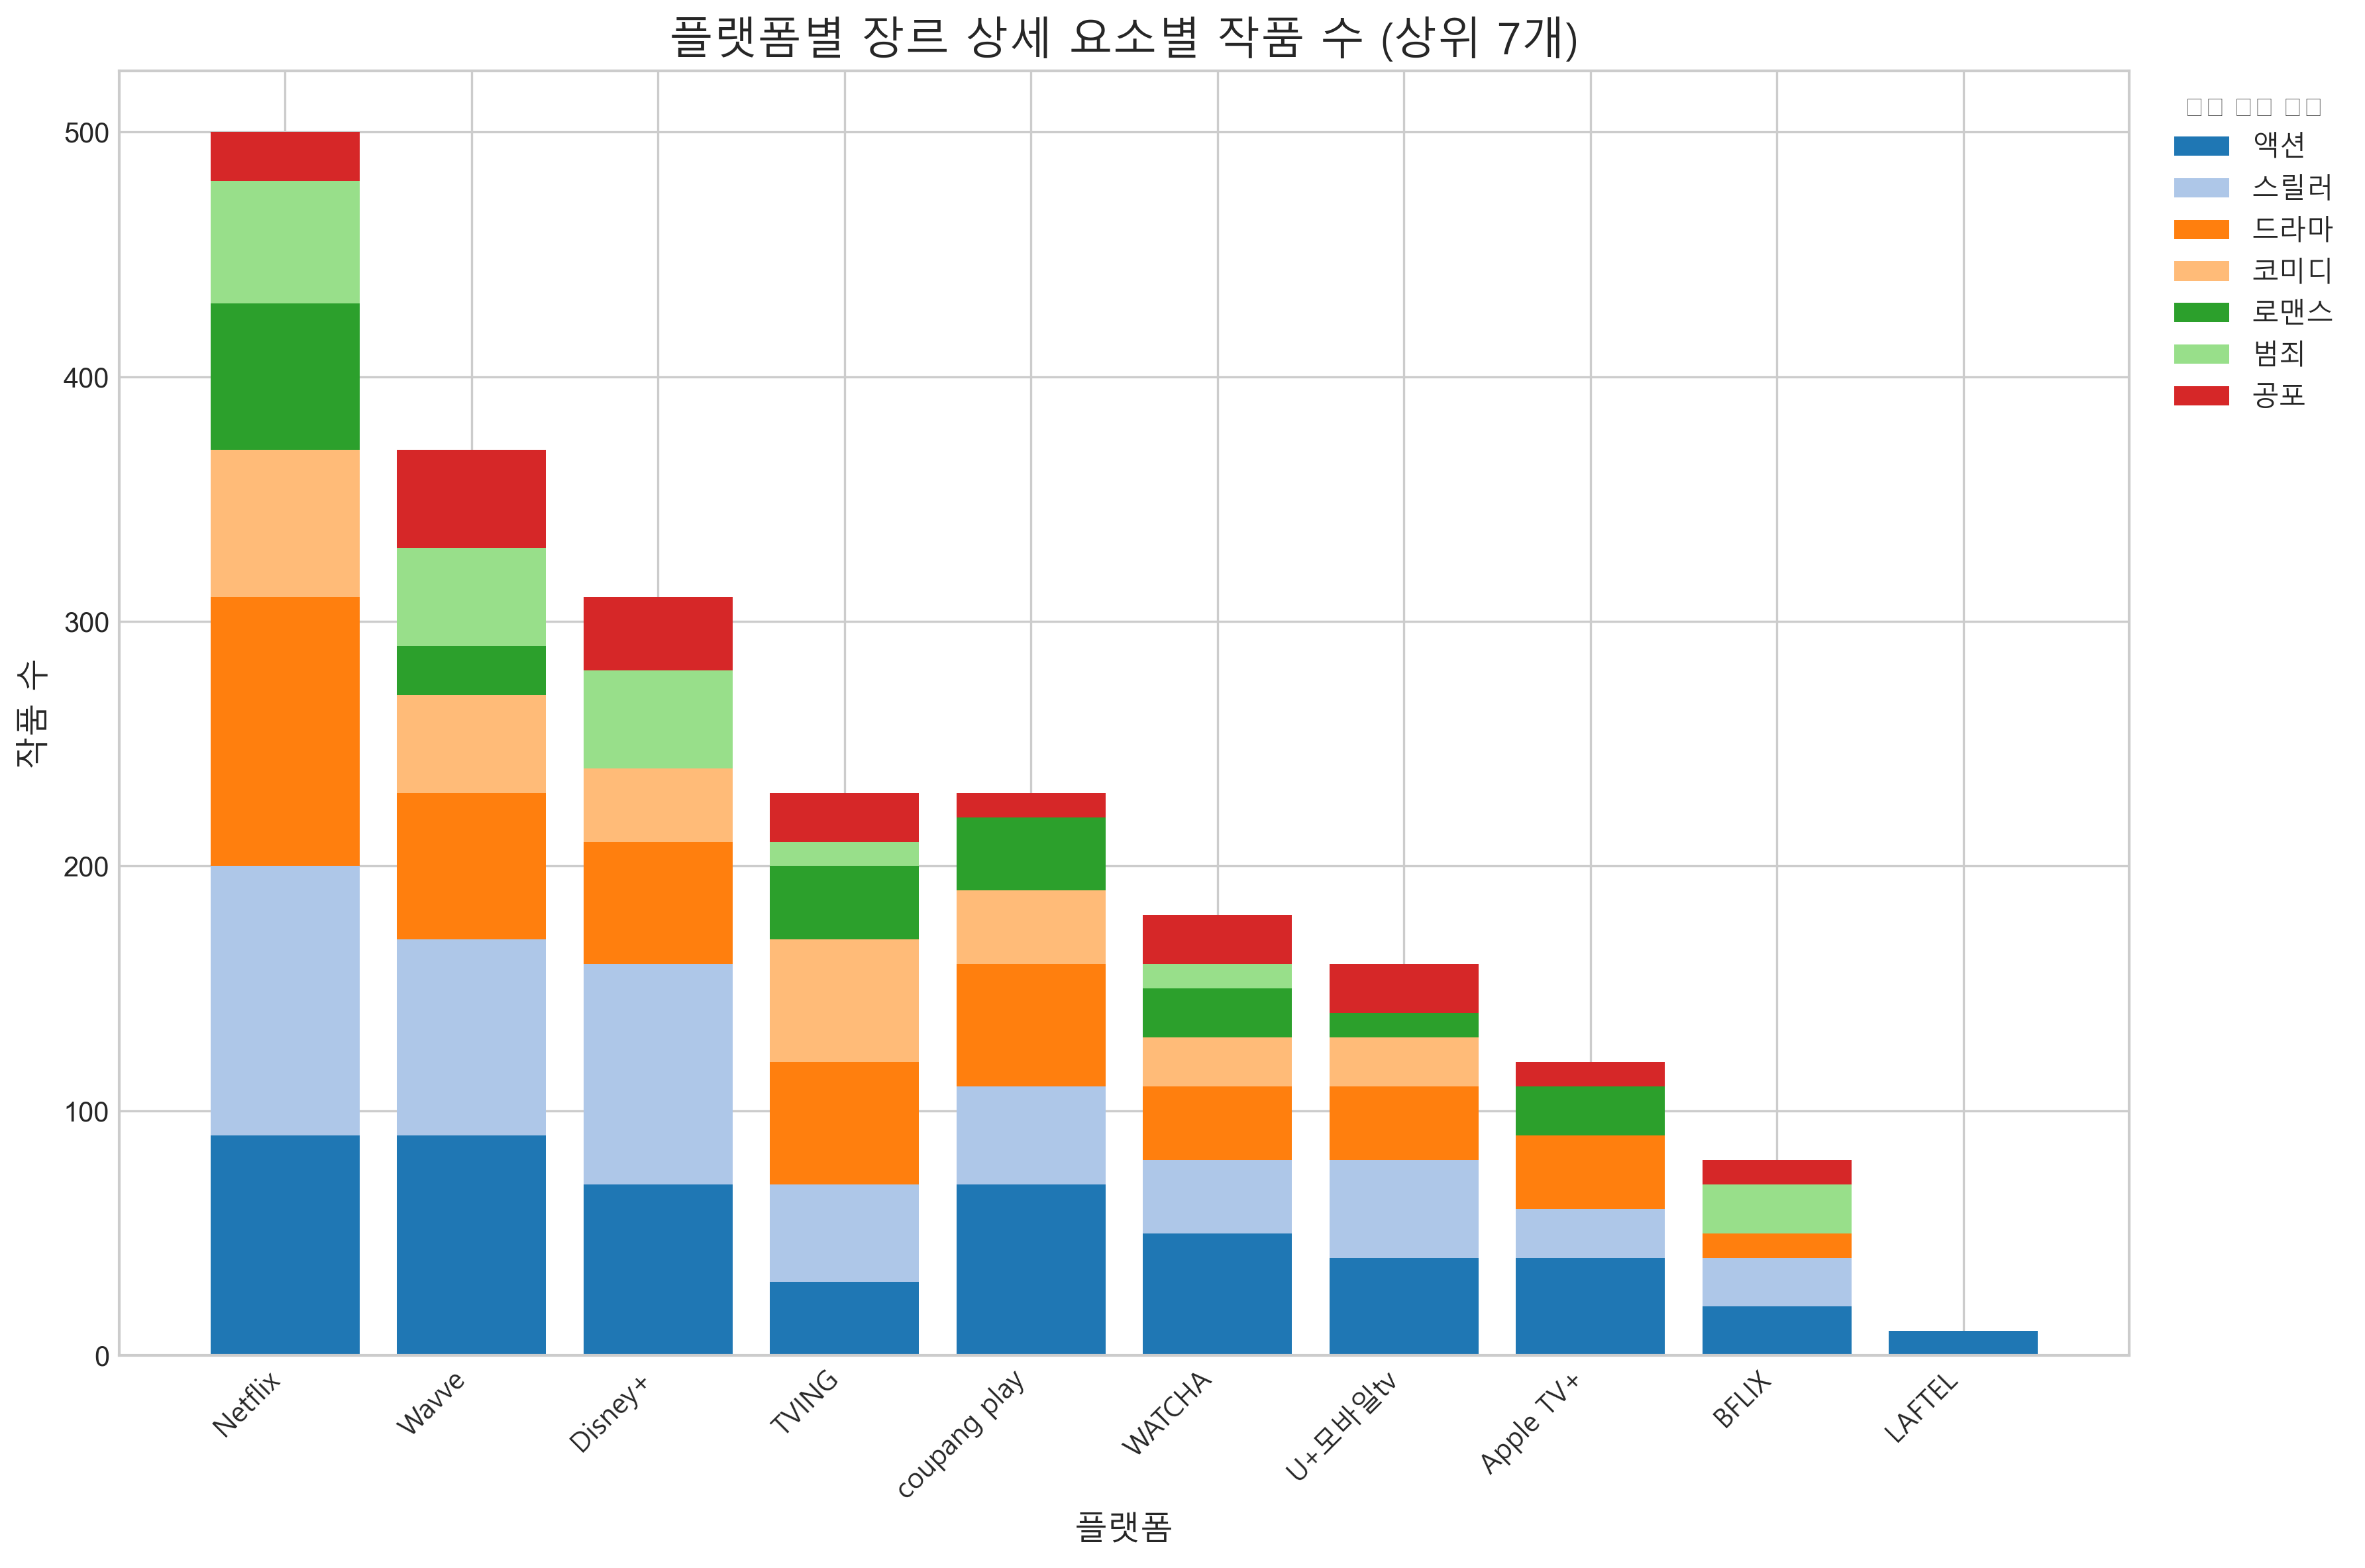 플랫폼별 장르 상세 요소별 작품 수 (상위 7개)
액션
스릴러
드라마
코미디
로맨스
범죄
공포
작품 수
500
400
300
200
100
0
Netflix
Wavve
Disney+
TVING
coupang play
WATCHA
U+모바일tv
Apple TV+
BFLIX
LAFTEL
플랫폼